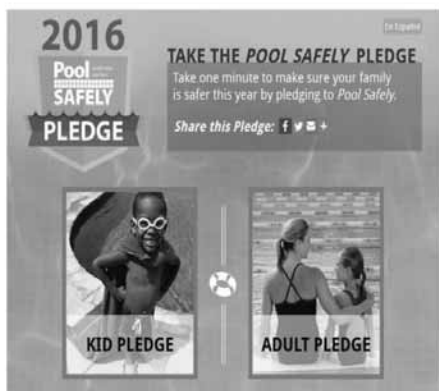 En Español
2016
Pool
SAFELY
PLEDGE
TAKE THE POOL SAFELY PLEDGE
Take one minute to make sure your family
is safer this year by pledging to Pool Safely.
Share this Pledge:
KID PLEDGE
ADULT PLEDGE